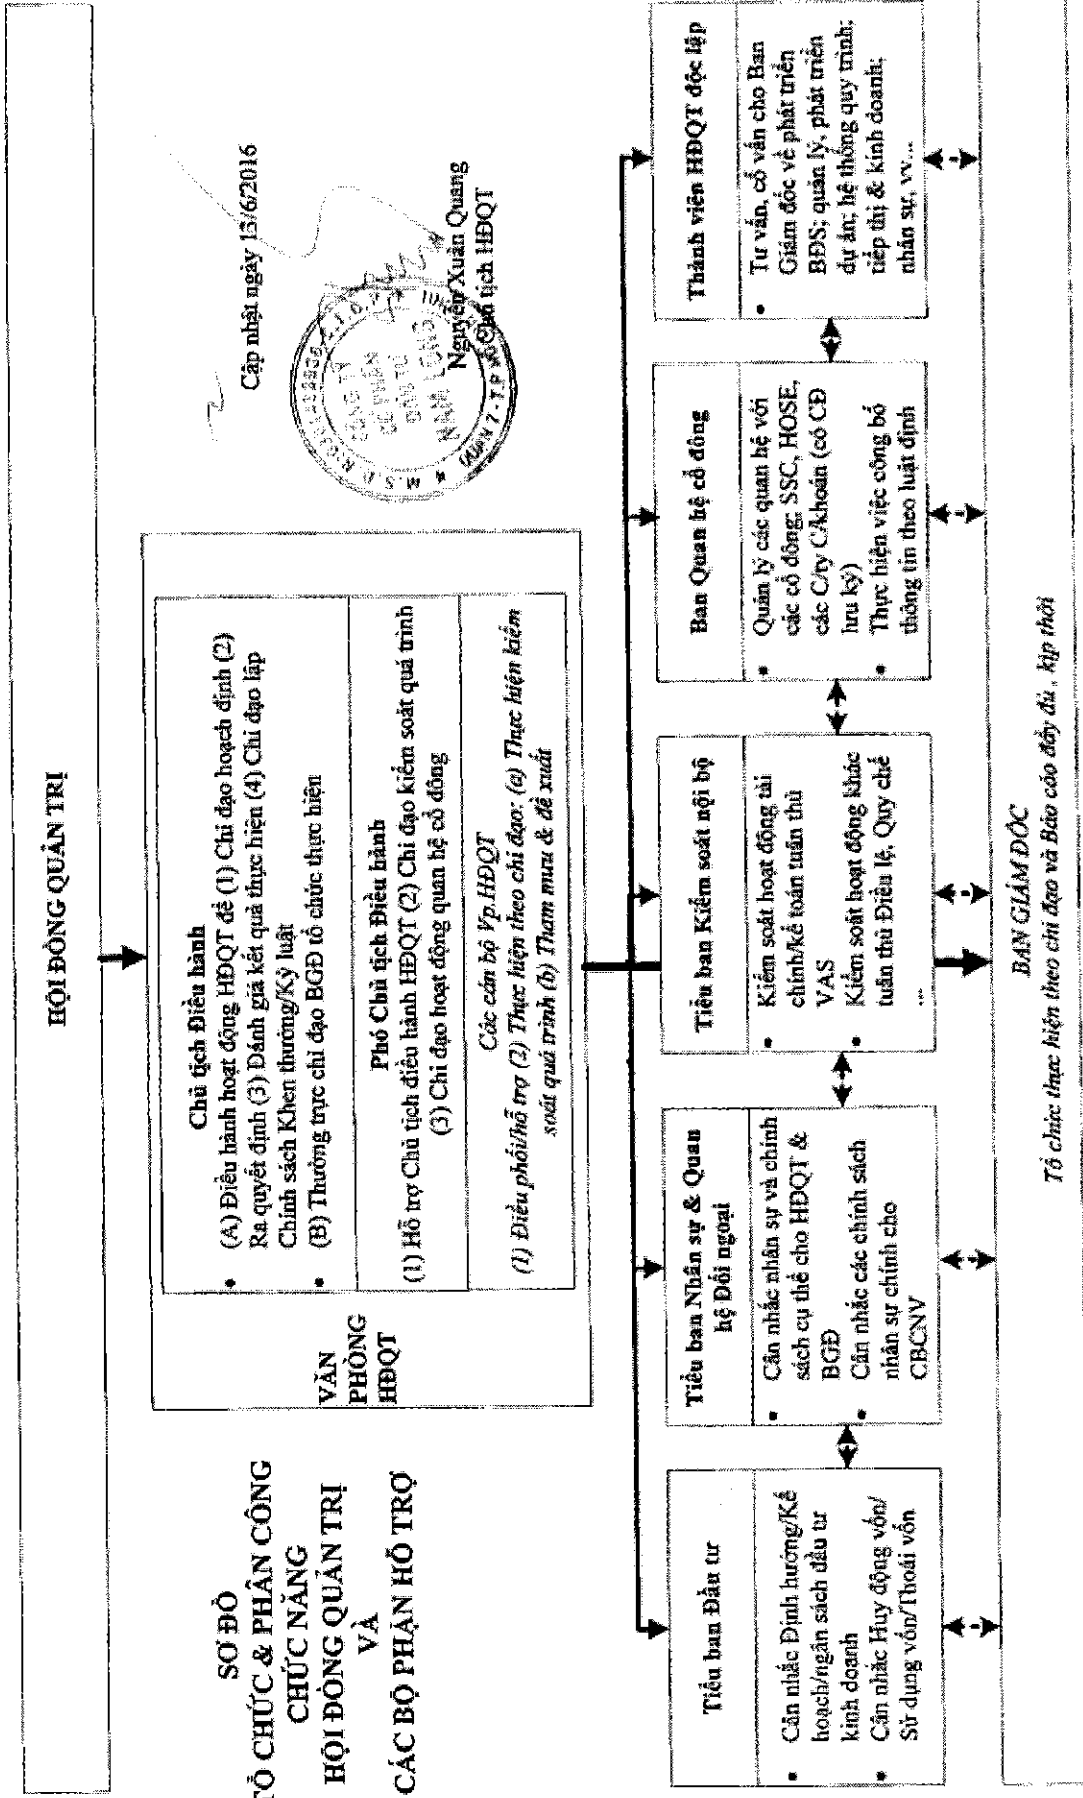 HỘI ĐỒNG QUẢN TRỊ
SƠ ĐỒ
TỔ CHỨC & PHÂN CÔNG
CHỨC NĂNG
HỘI ĐỒNG QUẢN TRỊ
VÀ
CÁC BỘ PHẬN HỖ TRỢ
VĂN
PHÒNG
HĐQT
Chủ tịch Điều hành
• (A) Điều hành hoạt động HĐQT để (1) Chỉ đạo hoạch định (2)
Ra quyết định (3) Đánh giá kết quả thực hiện (4) Chỉ đạo lập
Chính sách Khen thưởng/Kỷ luật
• (B) Thường trực chỉ đạo BGĐ tổ chức thực hiện
Phó Chủ tịch Điều hành
(1) Hỗ trợ Chủ tịch điều hành HĐQT (2) Chỉ đạo kiểm soát quá trình
(3) Chỉ đạo hoạt động quan hệ cổ đông
Các cán bộ Vp.HĐQT
(1) Điều phối/hỗ trợ (2) Thực hiện theo chỉ đạo: (a) Thực hiện kiểm
soát quá trình (b) Tham mưu & đề xuất
Cập nhật ngày 13/6/2016
CÔNG TY
CỔ PHẦN
ĐẦU TƯ
NAM LONG
QUẬN 7 - T.P
Nguyễn Xuân Quang
Chủ tịch HĐQT
Tiểu ban Đầu tư
• Cân nhắc Định hướng/Kế
hoạch/ngân sách đầu tư
kinh doanh
• Cân nhắc Huy động vốn/
Sử dụng vốn/Thoái vốn
Tiểu ban Nhân sự & Quan
hệ Đối ngoại
• Cân nhắc nhân sự và chính
sách cụ thể cho HĐQT &
BGĐ
• Cân nhắc các chính sách
nhân sự chính cho
CBCNV
Tiểu ban Kiểm soát nội bộ
• Kiểm soát hoạt động tài
chính/kế toán tuân thủ
VAS
• Kiểm soát hoạt động khác
tuân thủ Điều lệ, Quy chế
...
Ban Quan hệ cổ đông
• Quản lý các quan hệ với
các cổ đông; SSC, HOSE,
các C/ty CAkhoán (có CĐ
lưu ký)
• Thực hiện việc công bố
thông tin theo luật định
Thành viên HĐQT độc lập
• Tư vấn, cố vấn cho Ban
Giám đốc về phát triển
BĐS; quản lý, phát triển
dự án; hệ thống quy trình;
tiếp thị & kinh doanh;
nhân sự, vv...
BAN GIÁM ĐỐC
Tổ chức thực hiện theo chỉ đạo và Báo cáo đầy đủ, kịp thời